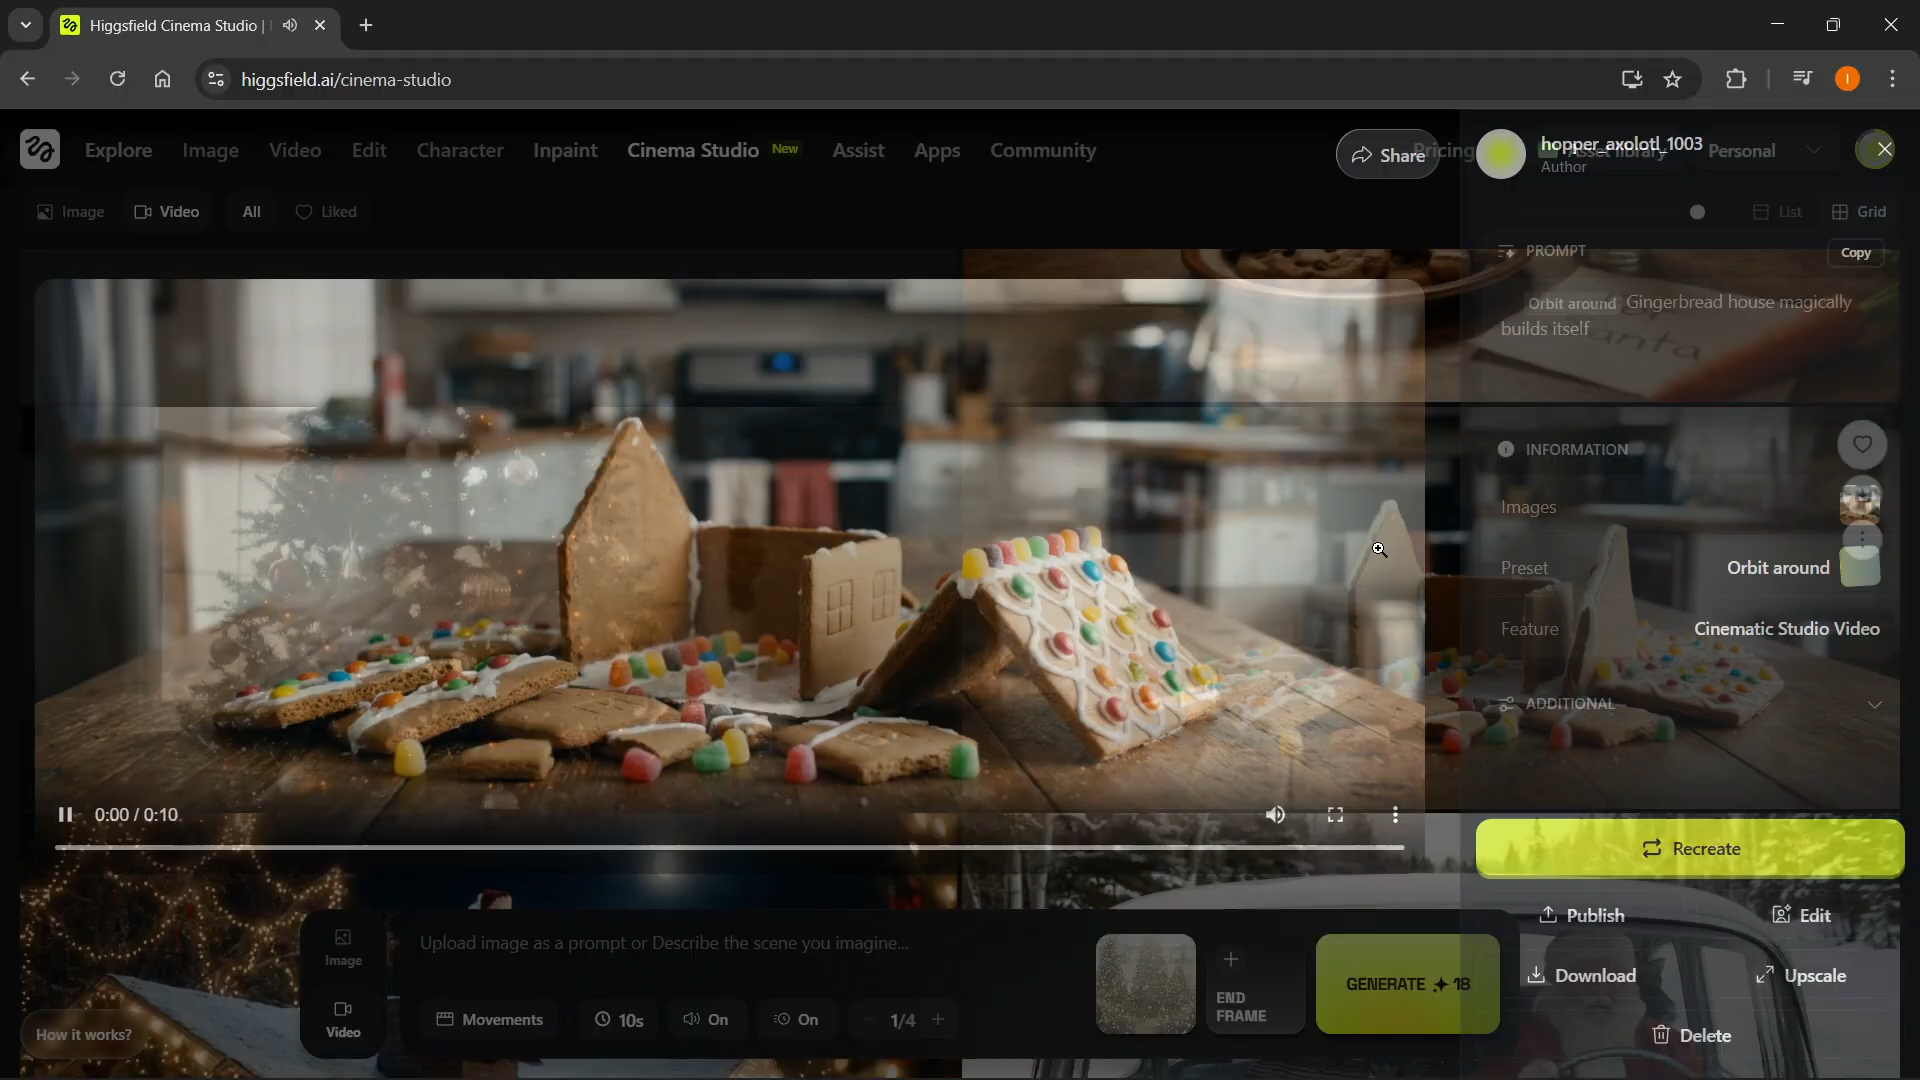 Higgsfield Cinema Studio |
higgsfield.ai/cinema-studio
I
Explore
Image
Video
Edit
Character
Inpaint
Cinema Studio
New
Assist
Apps
Community
Share
Pricing
hopper_axolotl_1003
Author
Asset library
Personal
Image
Video
All
Liked
List
Grid
PROMPT
Copy
Orbit around Gingerbread house magically
builds itself
INFORMATION
Images
Preset
Orbit around
Feature
Cinematic Studio Video
ADDITIONAL
0:00 / 0:10
Recreate
Publish
Edit
Download
Upscale
Delete
Image
Video
Upload image as a prompt or Describe the scene you imagine...
Movements
10s
On
On
1/4
END
FRAME
GENERATE 18
How it works?